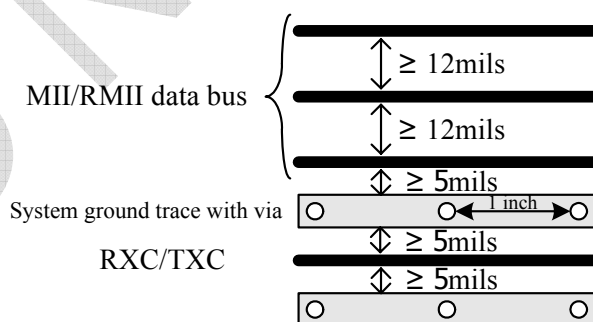 ≥ 12mils
MII/RMII data bus
≥ 12mils
≥ 5mils
System ground trace with via
1 inch
≥ 5mils
RXC/TXC
≥ 5mils